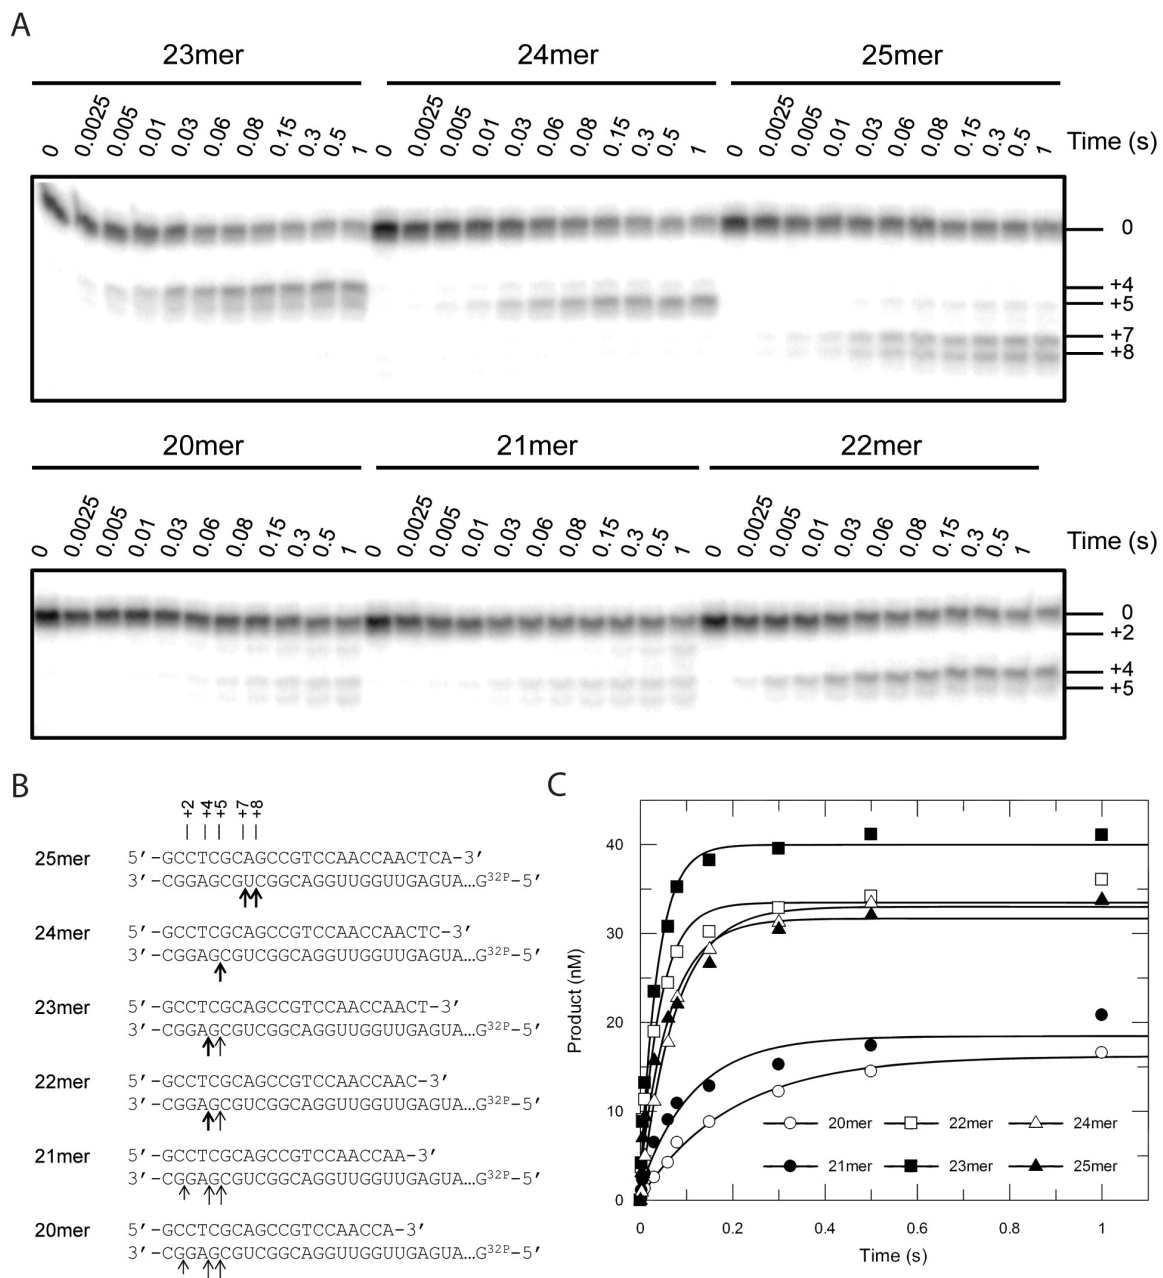 A
23mer 24mer 25mer
0 0.0025 0.005 0.01 0.03 0.06 0.08 0.15 0.3 0.5 1 0 0.0025 0.005 0.01 0.03 0.06 0.08 0.15 0.3 0.5 1 0 0.0025 0.005 0.01 0.03 0.06 0.08 0.15 0.3 0.5 1 Time (s)
0
+4
+5
+7
+8
20mer 21mer 22mer
0 0.0025 0.005 0.01 0.03 0.06 0.08 0.15 0.3 0.5 1 0 0.0025 0.005 0.01 0.03 0.06 0.08 0.15 0.3 0.5 1 0 0.0025 0.005 0.01 0.03 0.06 0.08 0.15 0.3 0.5 1 Time (s)
0
+2
+4
+5
B
+2 +4 +5 +7 +8
25mer 5′-GCCTCGCAGCCGTCCAACCAACTCA-3′
3′-CGGAGCGUCGGCAGGUUGGUUGAGUA…G32P-5′
24mer 5′-GCCTCGCAGCCGTCCAACCAACTC-3′
3′-CGGAGCGUCGGCAGGUUGGUUGAGUA…G32P-5′
23mer 5′-GCCTCGCAGCCGTCCAACCAACT-3′
3′-CGGAGCGUCGGCAGGUUGGUUGAGUA…G32P-5′
22mer 5′-GCCTCGCAGCCGTCCAACCAAC-3′
3′-CGGAGCGUCGGCAGGUUGGUUGAGUA…G32P-5′
21mer 5′-GCCTCGCAGCCGTCCAACCAA-3′
3′-CGGAGCGUCGGCAGGUUGGUUGAGUA…G32P-5′
20mer 5′-GCCTCGCAGCCGTCCAACCA-3′
3′-CGGAGCGUCGGCAGGUUGGUUGAGUA…G32P-5′
C
Product (nM)
40
30
20
10
0
20mer 22mer 24mer
21mer 23mer 25mer
0 0.2 0.4 0.6 0.8 1
Time (s)